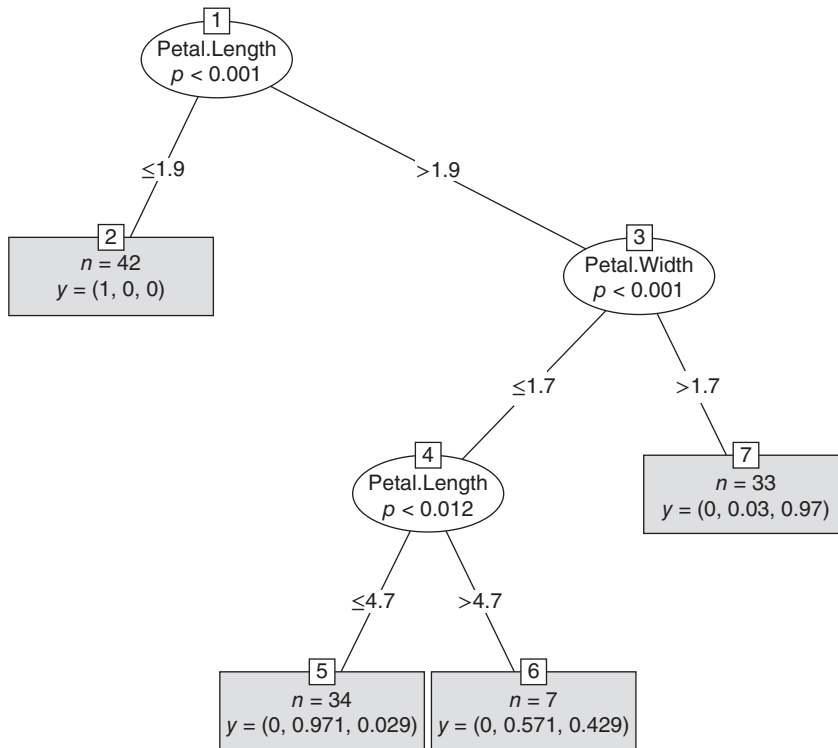 1
Petal.Length
p < 0.001
≤1.9
>1.9
2
n = 42
y = (1, 0, 0)
3
Petal.Width
p < 0.001
≤1.7
>1.7
4
Petal.Length
p < 0.012
7
n = 33
y = (0, 0.03, 0.97)
≤4.7
>4.7
5
n = 34
y = (0, 0.971, 0.029)
6
n = 7
y = (0, 0.571, 0.429)